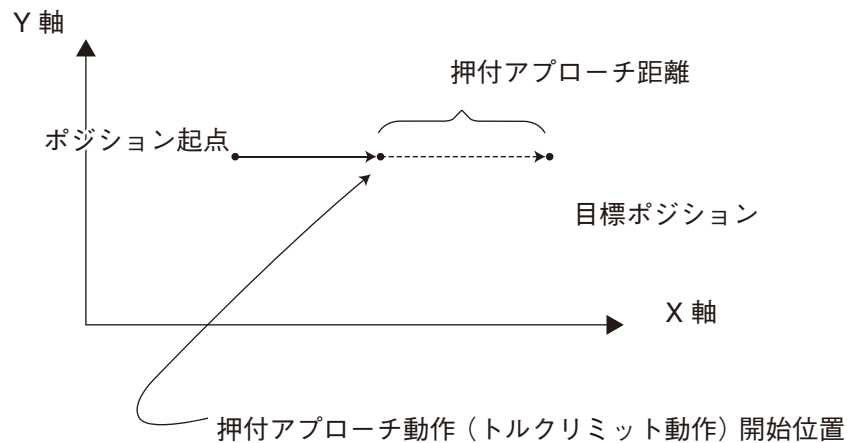 Y 軸
押付アプローチ距離
ポジション起点
目標ポジション
X 軸
押付アプローチ動作（トルクリミット動作）開始位置